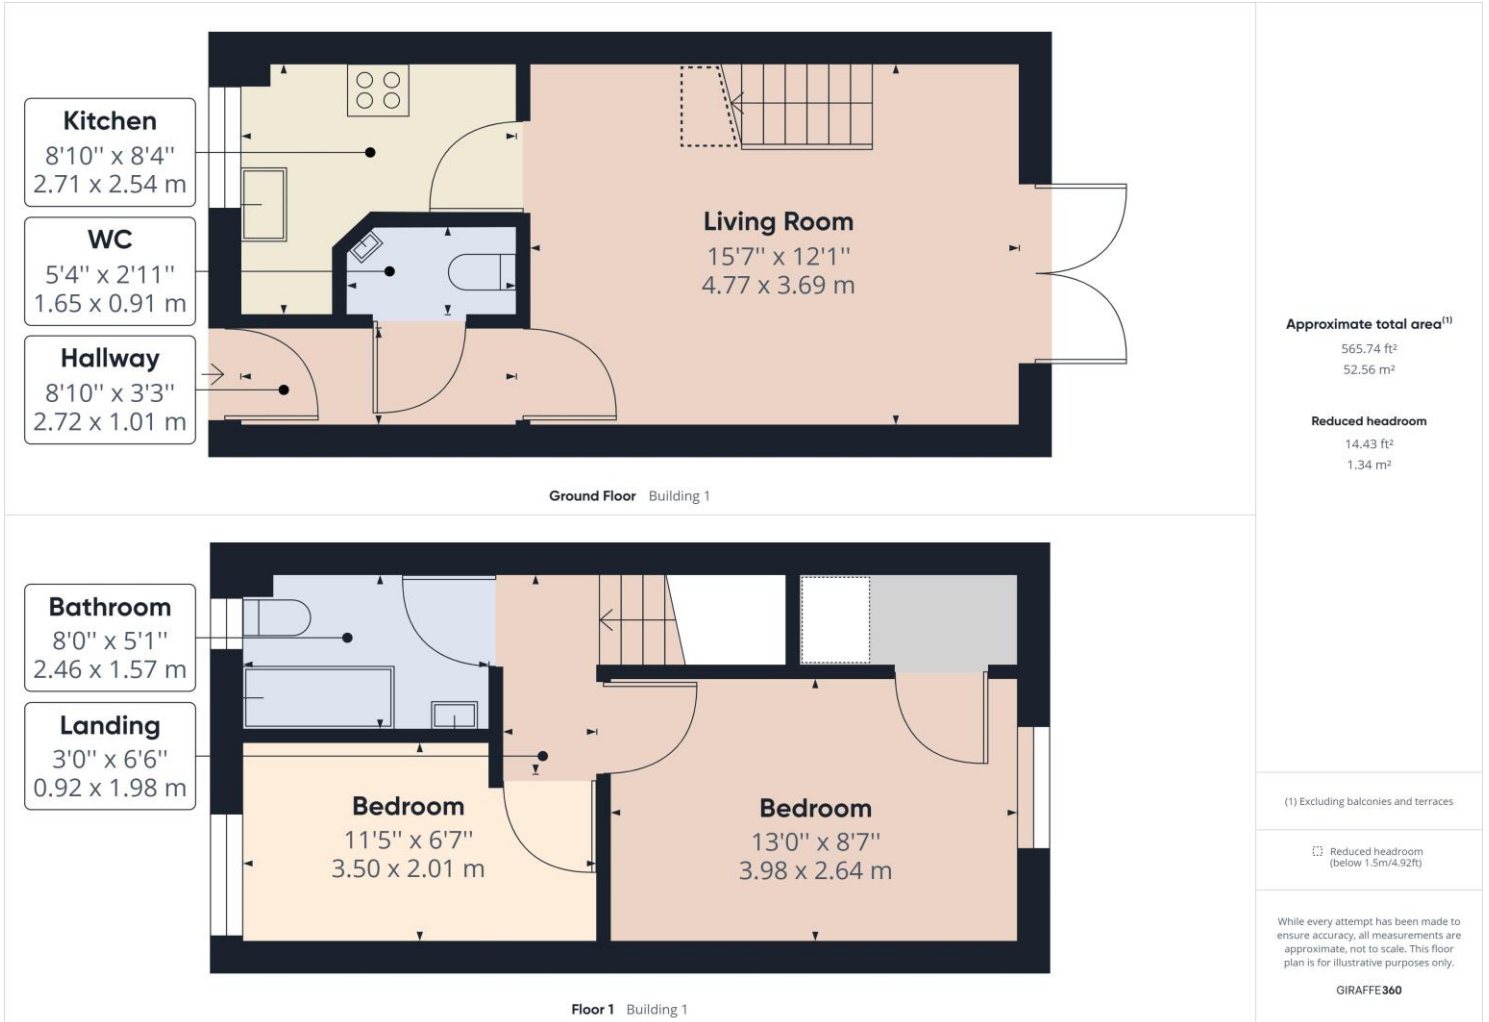 Kitchen
8'10'' x 8'4''
2.71 x 2.54 m
WC
5'4'' x 2'11''
1.65 x 0.91 m
Hallway
8'10'' x 3'3''
2.72 x 1.01 m
Living Room
15'7'' x 12'1''
4.77 x 3.69 m
Ground Floor Building 1
Bathroom
8'0'' x 5'1''
2.46 x 1.57 m
Landing
3'0'' x 6'6''
0.92 x 1.98 m
Bedroom
11'5'' x 6'7''
3.50 x 2.01 m
Bedroom
13'0'' x 8'7''
3.98 x 2.64 m
Floor 1 Building 1
Approximate total area(1)
565.74 ft²
52.56 m²
Reduced headroom
14.43 ft²
1.34 m²
(1) Excluding balconies and terraces
Reduced headroom
(below 1.5m/4.92ft)
While every attempt has been made to
ensure accuracy, all measurements are
approximate, not to scale. This floor
plan is for illustrative purposes only.
GIRAFFE360